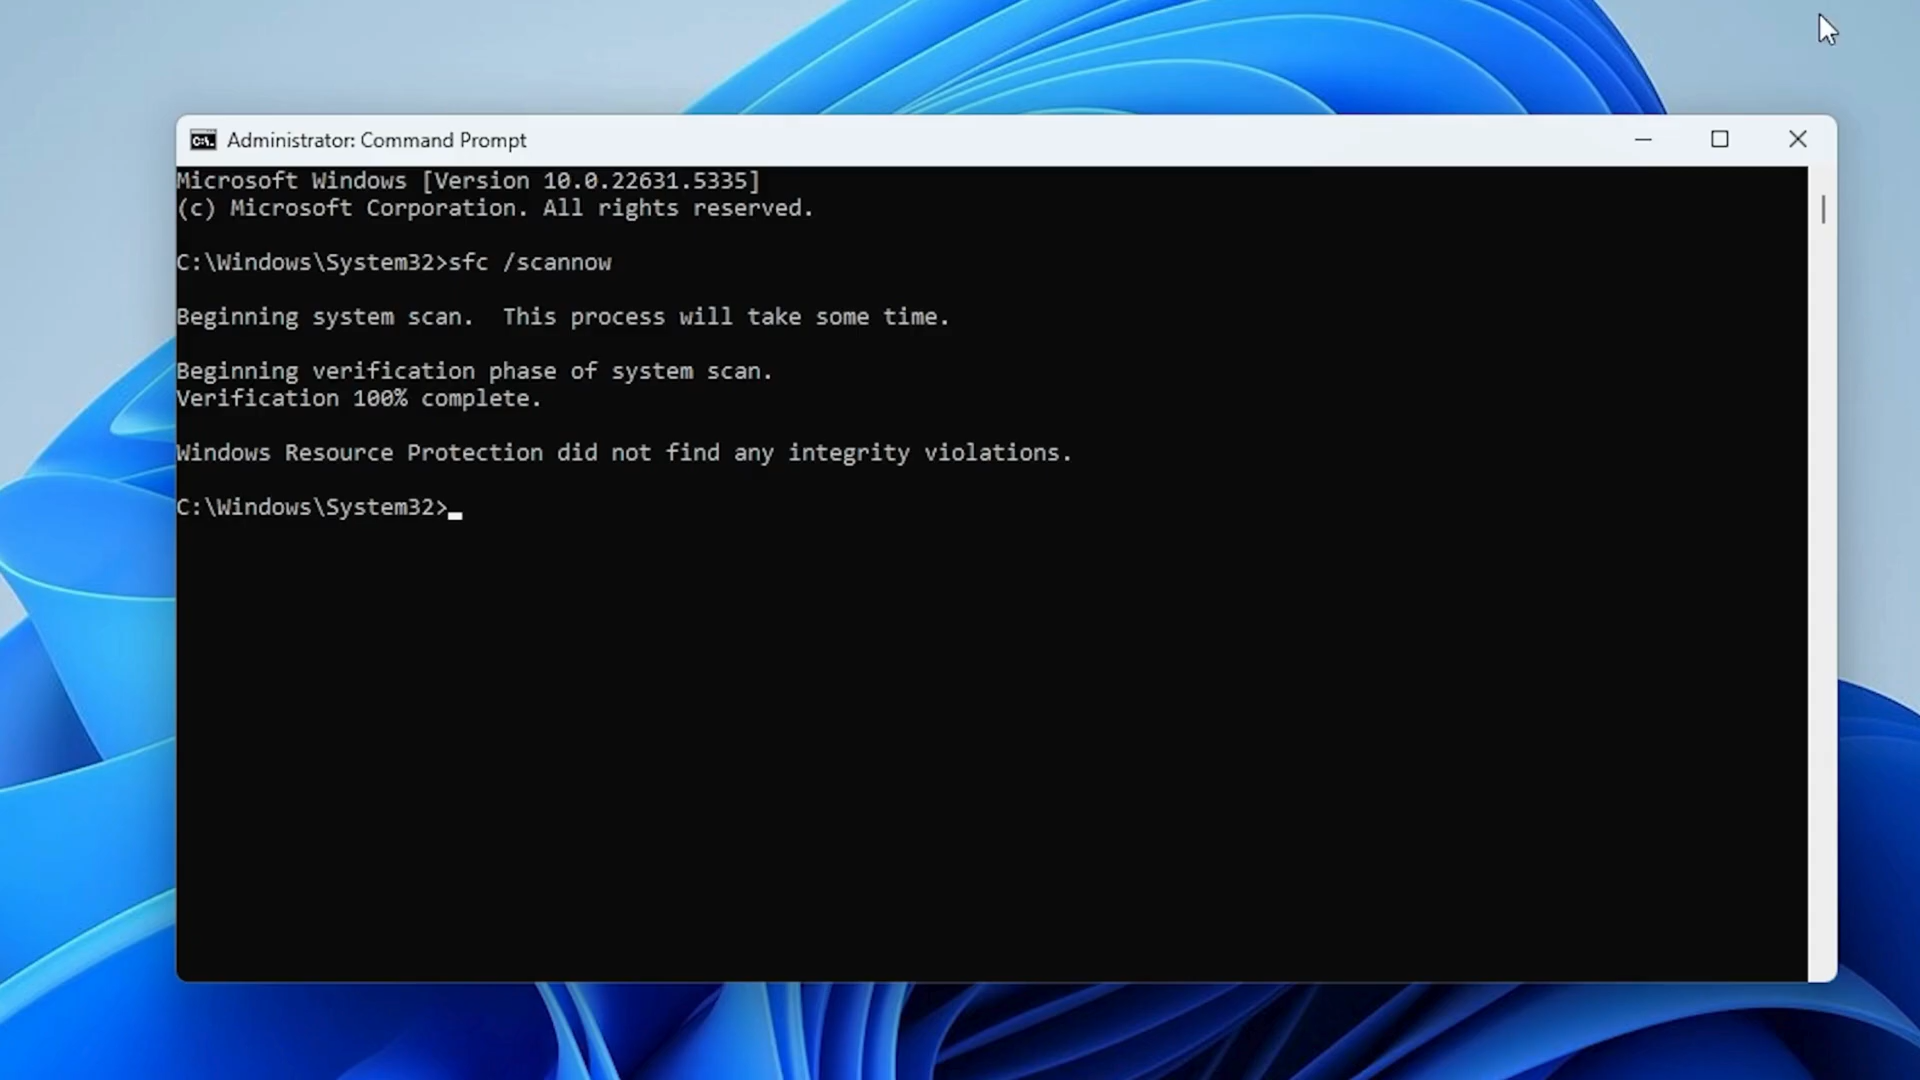 Administrator: Command Prompt
Microsoft Windows [Version 10.0.22631.5335]
(c) Microsoft Corporation. All rights reserved.
C:\Windows\System32>sfc /scannow
Beginning system scan.  This process will take some time.
Beginning verification phase of system scan.
Verification 100% complete.
Windows Resource Protection did not find any integrity violations.
C:\Windows\System32>